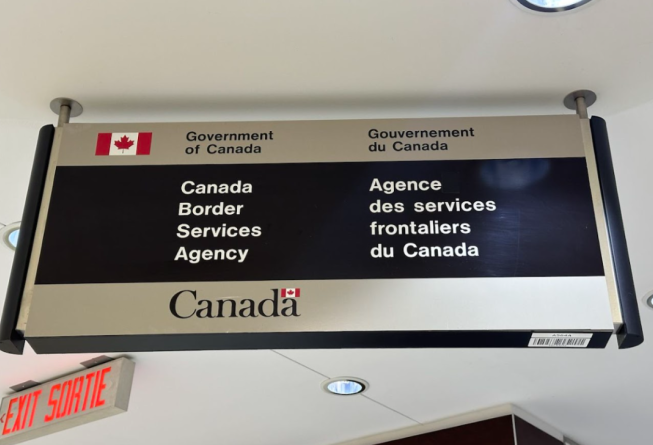 Government
of Canada
Gouvernement
du Canada
Canada
Border
Services
Agency
Agence
des services
frontaliers
du Canada
Canada
EXIT SORTIE